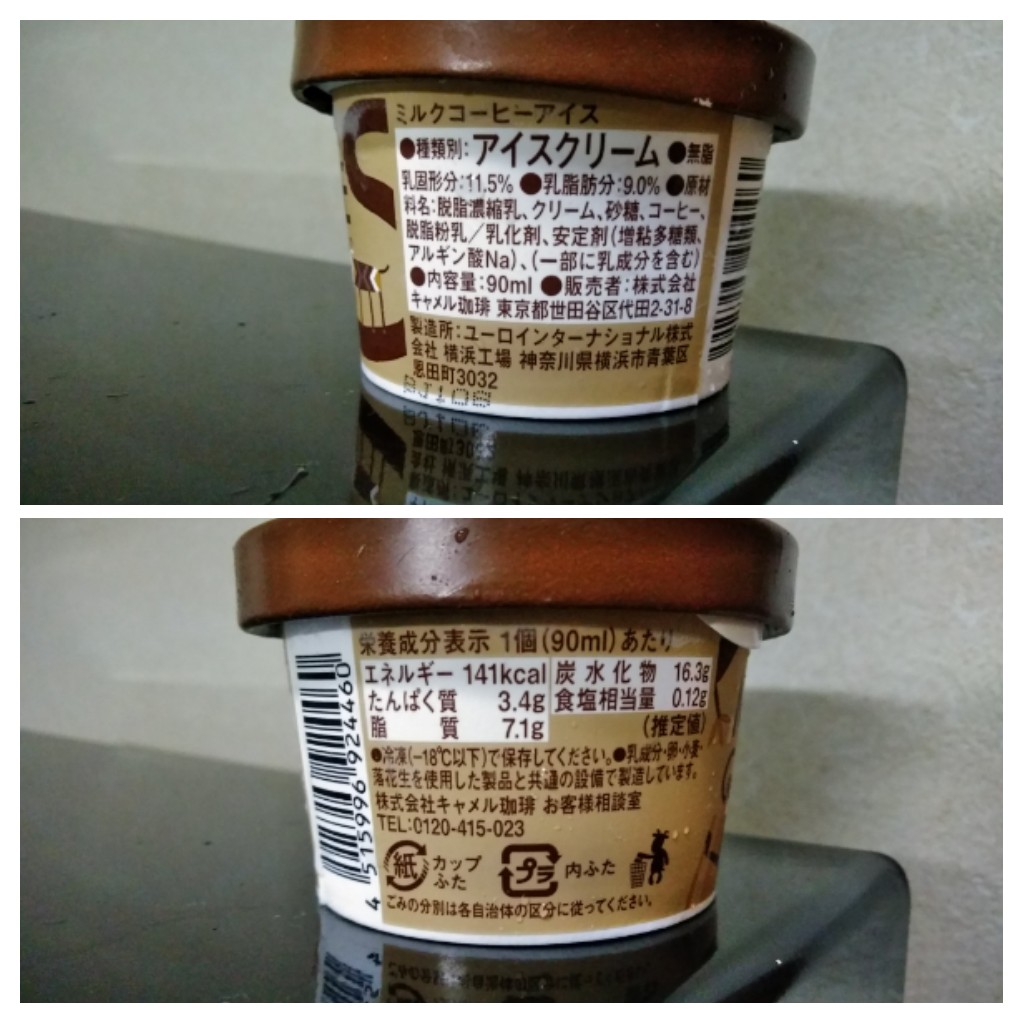 ミルクコーヒーアイス
●種類別:アイスクリーム ●無脂
乳固形分:11.5% ●乳脂肪分:9.0% ●原材
料名:脱脂濃縮乳、クリーム、砂糖、コーヒー、
脱脂粉乳/乳化剤、安定剤(増粘多糖類、
アルギン酸Na)、(一部に乳成分を含む)
●内容量:90ml ●販売者:株式会社
キャメル珈琲 東京都世田谷区代田2-31-8
製造所:ユーロインターナショナル株式
会社 横浜工場 神奈川県横浜市青葉区
恩田町3032
栄養成分表示 1個(90ml)あたり
エネルギー 141kcal 炭水化物 16.3g
たんぱく質 3.4g 食塩相当量 0.12g
脂質 7.1g (推定値)
●冷凍(-18℃以下)で保存してください。●乳成分・卵・小麦・
落花生を使用した製品と共通の設備で製造しています。
株式会社キャメル珈琲 お客様相談室
TEL:0120-415-023
紙 カップ
ふた
プラ 内ふた
ごみの分別は各自治体の区分に従ってください。
4 515996 924460